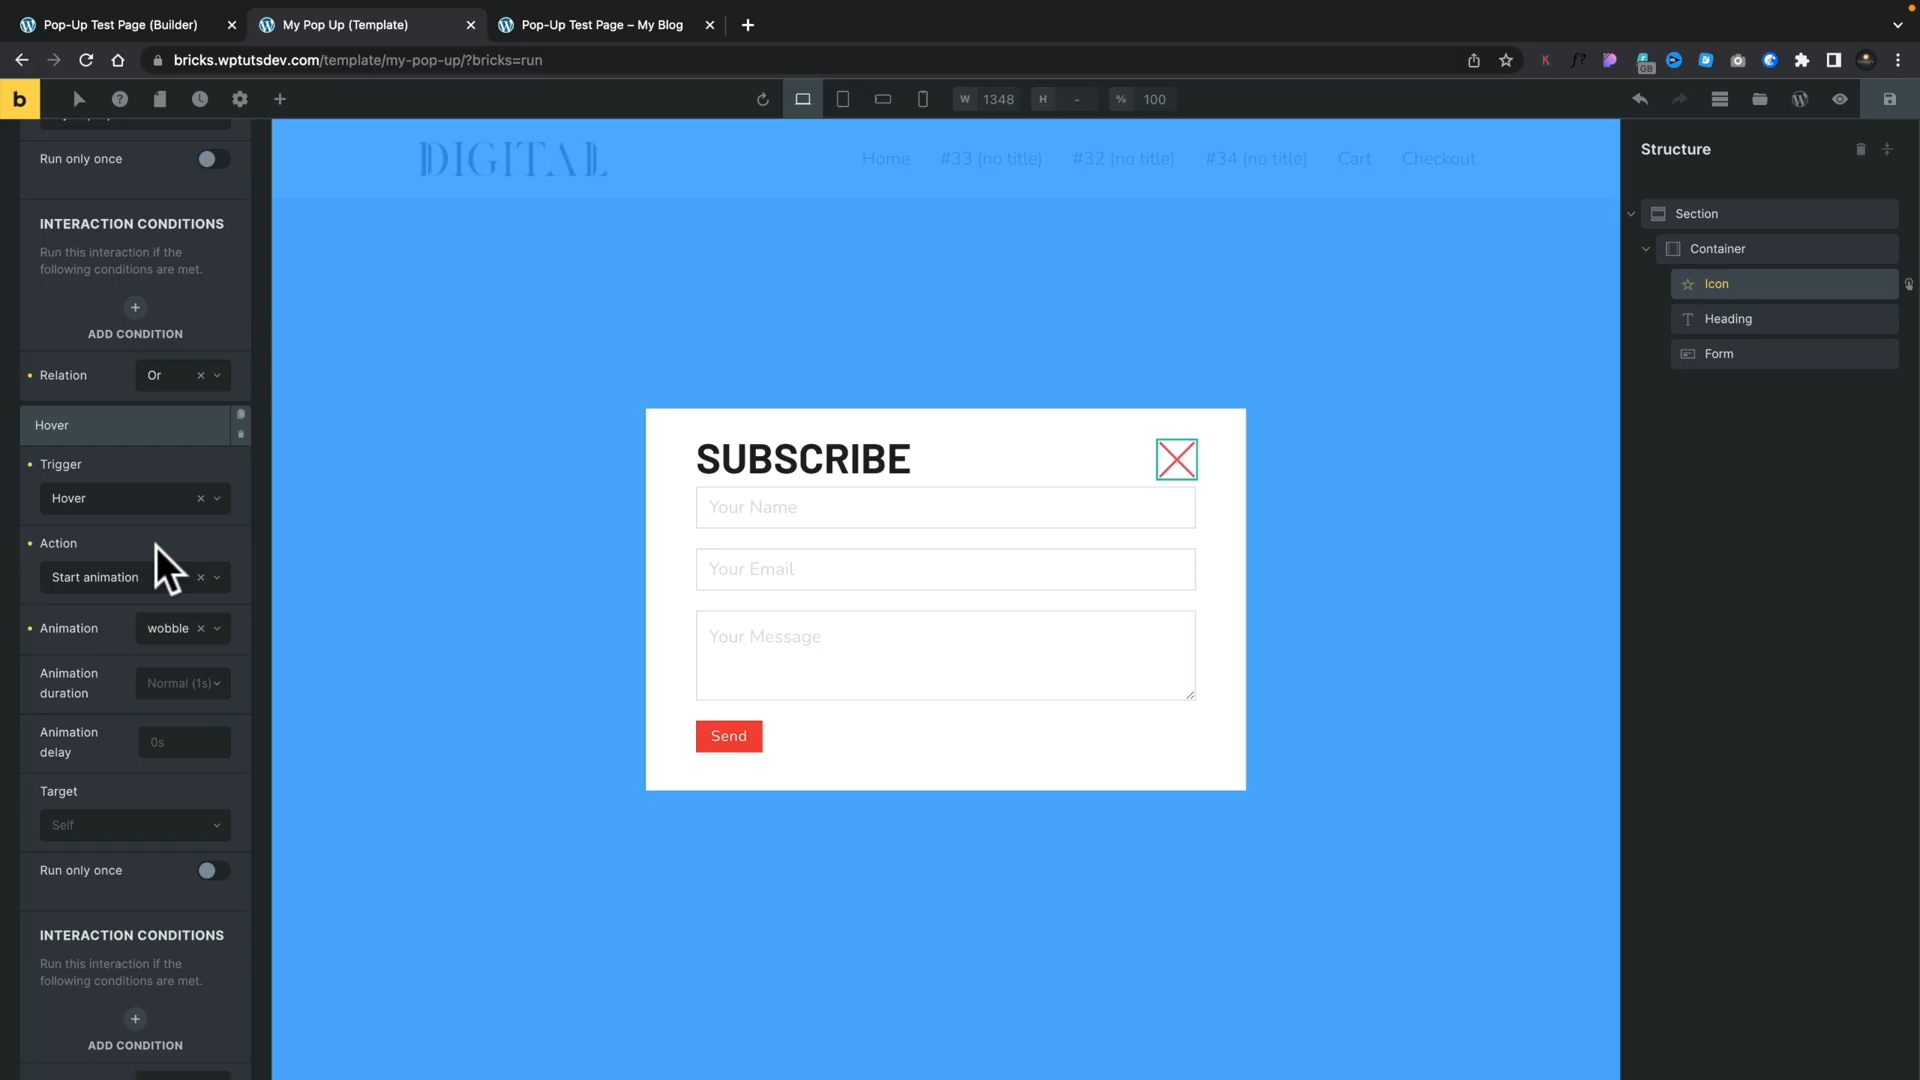 Pop-Up Test Page (Builder)
My Pop Up (Template)
Pop-Up Test Page – My Blog
bricks.wptutsdev.com/template/my-pop-up/?bricks=run
K
f?
GB
b
W 1348
H -
% 100
Run only once
INTERACTION CONDITIONS
Run this interaction if the
following conditions are met.
ADD CONDITION
Relation
Or
Hover
Trigger
Hover
Action
Start animation
Animation
wobble
Animation
duration
Normal (1s)
Animation
delay
0s
Target
Self
Run only once
INTERACTION CONDITIONS
Run this interaction if the
following conditions are met.
ADD CONDITION
DIGITAL
Home
#33 (no title)
#32 (no title)
#34 (no title)
Cart
Checkout
SUBSCRIBE
Your Name
Your Email
Your Message
Send
Structure
Section
Container
Icon
Heading
Form